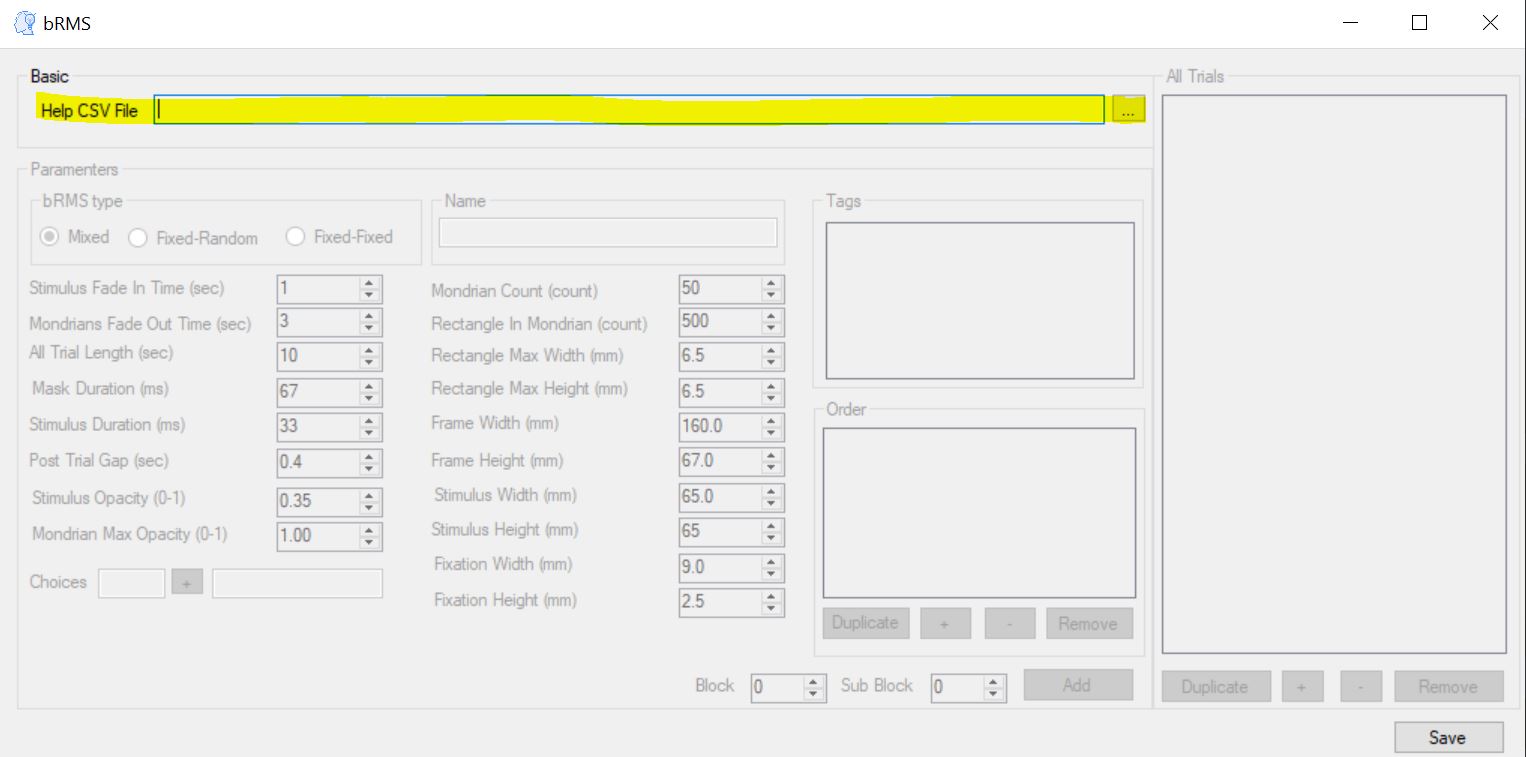 bRMS
Basic
Help CSV File ...
Paramenters
bRMS type
Mixed Fixed-Random Fixed-Fixed
Stimulus Fade In Time (sec) 1
Mondrians Fade Out Time (sec) 3
All Trial Length (sec) 10
Mask Duration (ms) 67
Stimulus Duration (ms) 33
Post Trial Gap (sec) 0.4
Stimulus Opacity (0-1) 0.35
Mondrian Max Opacity (0-1) 1.00
Choices +
Name
Mondrian Count (count) 50
Rectangle In Mondrian (count) 500
Rectangle Max Width (mm) 6.5
Rectangle Max Height (mm) 6.5
Frame Width (mm) 160.0
Frame Height (mm) 67.0
Stimulus Width (mm) 65.0
Stimulus Height (mm) 65
Fixation Width (mm) 9.0
Fixation Height (mm) 2.5
Tags
Order
Duplicate + - Remove
Block 0 Sub Block 0 Add
All Trials
Duplicate + - Remove
Save